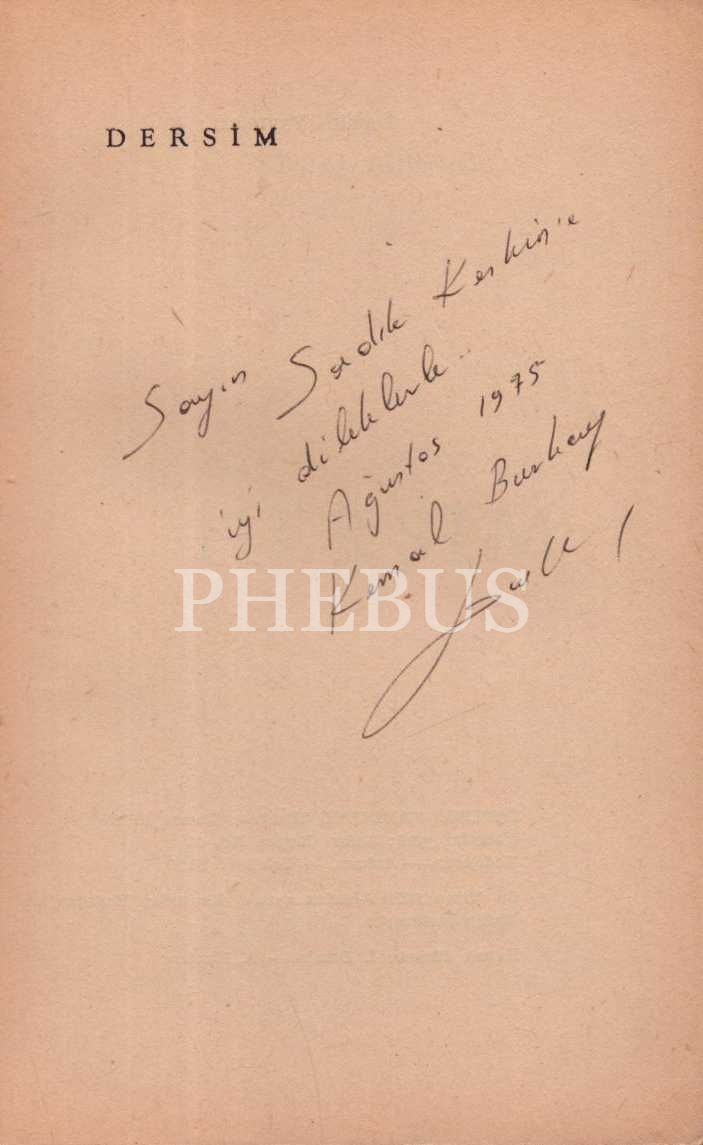 DERSİM
Sayın Sadık Keskin'e
iyi dileklerle..
Ağustos 1975
Kemal Burkay
PHEBUS